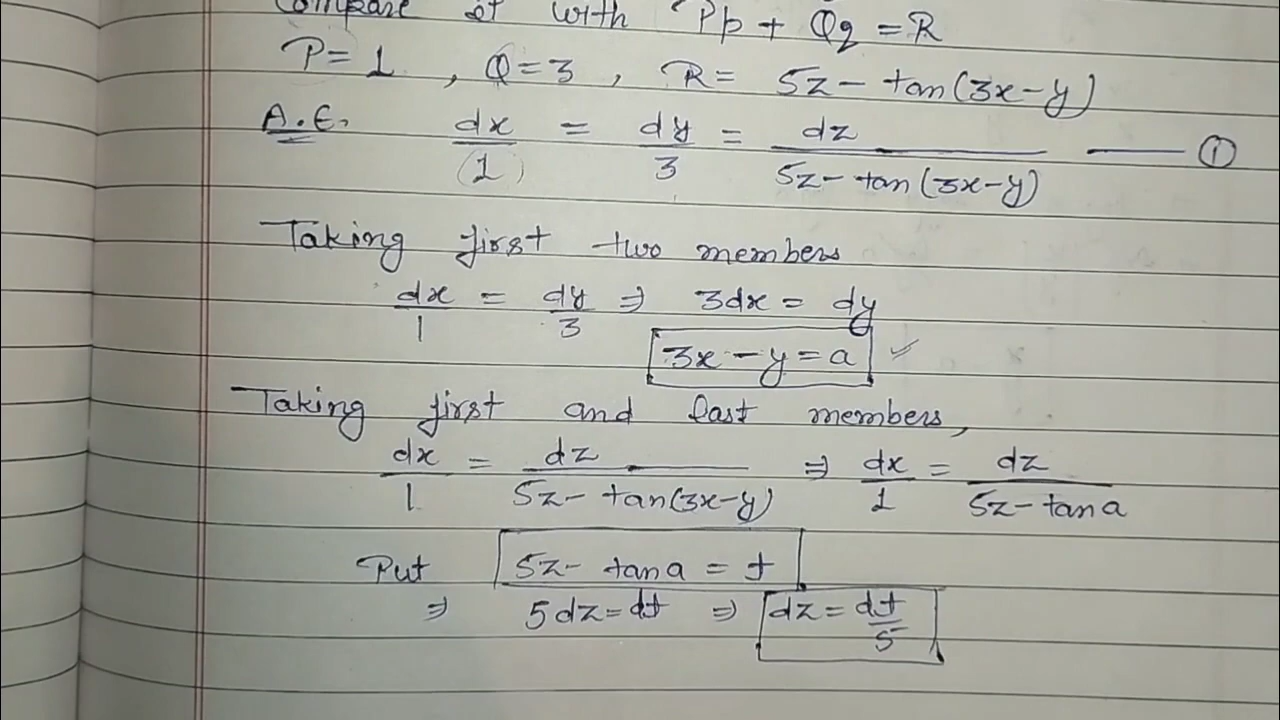 Compare it with Pp + Qq = R
P = 1 , Q = 3 , R = 5z - tan(3x-y)
A.E. dx/(1) = dy/3 = dz/(5z - tan(3x-y)) —— ①
Taking first two members
dx/1 = dy/3 ⇒ 3dx = dy
3x - y = a ✓
Taking first and last members,
dx/1 = dz/(5z - tan(3x-y)) ⇒ dx/1 = dz/(5z - tan a)
Put 5z - tan a = t
⇒ 5dz = dt ⇒ dz = dt/5